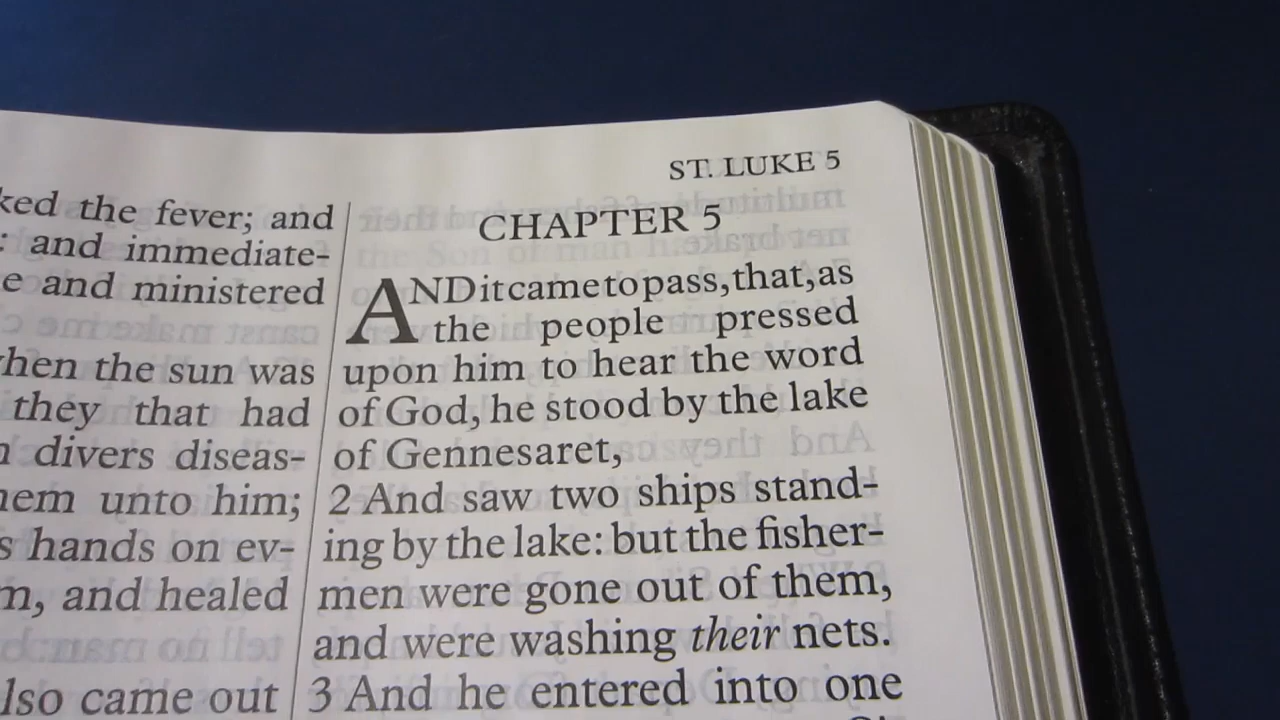 ST. LUKE 5
the fever; and
: and immediate-
e and ministered
the sun was
they that had
divers diseas-
unto him;
s hands on ev-
and healed
came out
CHAPTER 5
AND it came to pass, that, as
the people pressed
upon him to hear the word
of God, he stood by the lake
of Gennesaret,
2 And saw two ships stand-
ing by the lake: but the fisher-
men were gone out of them,
and were washing their nets.
3 And he entered into one